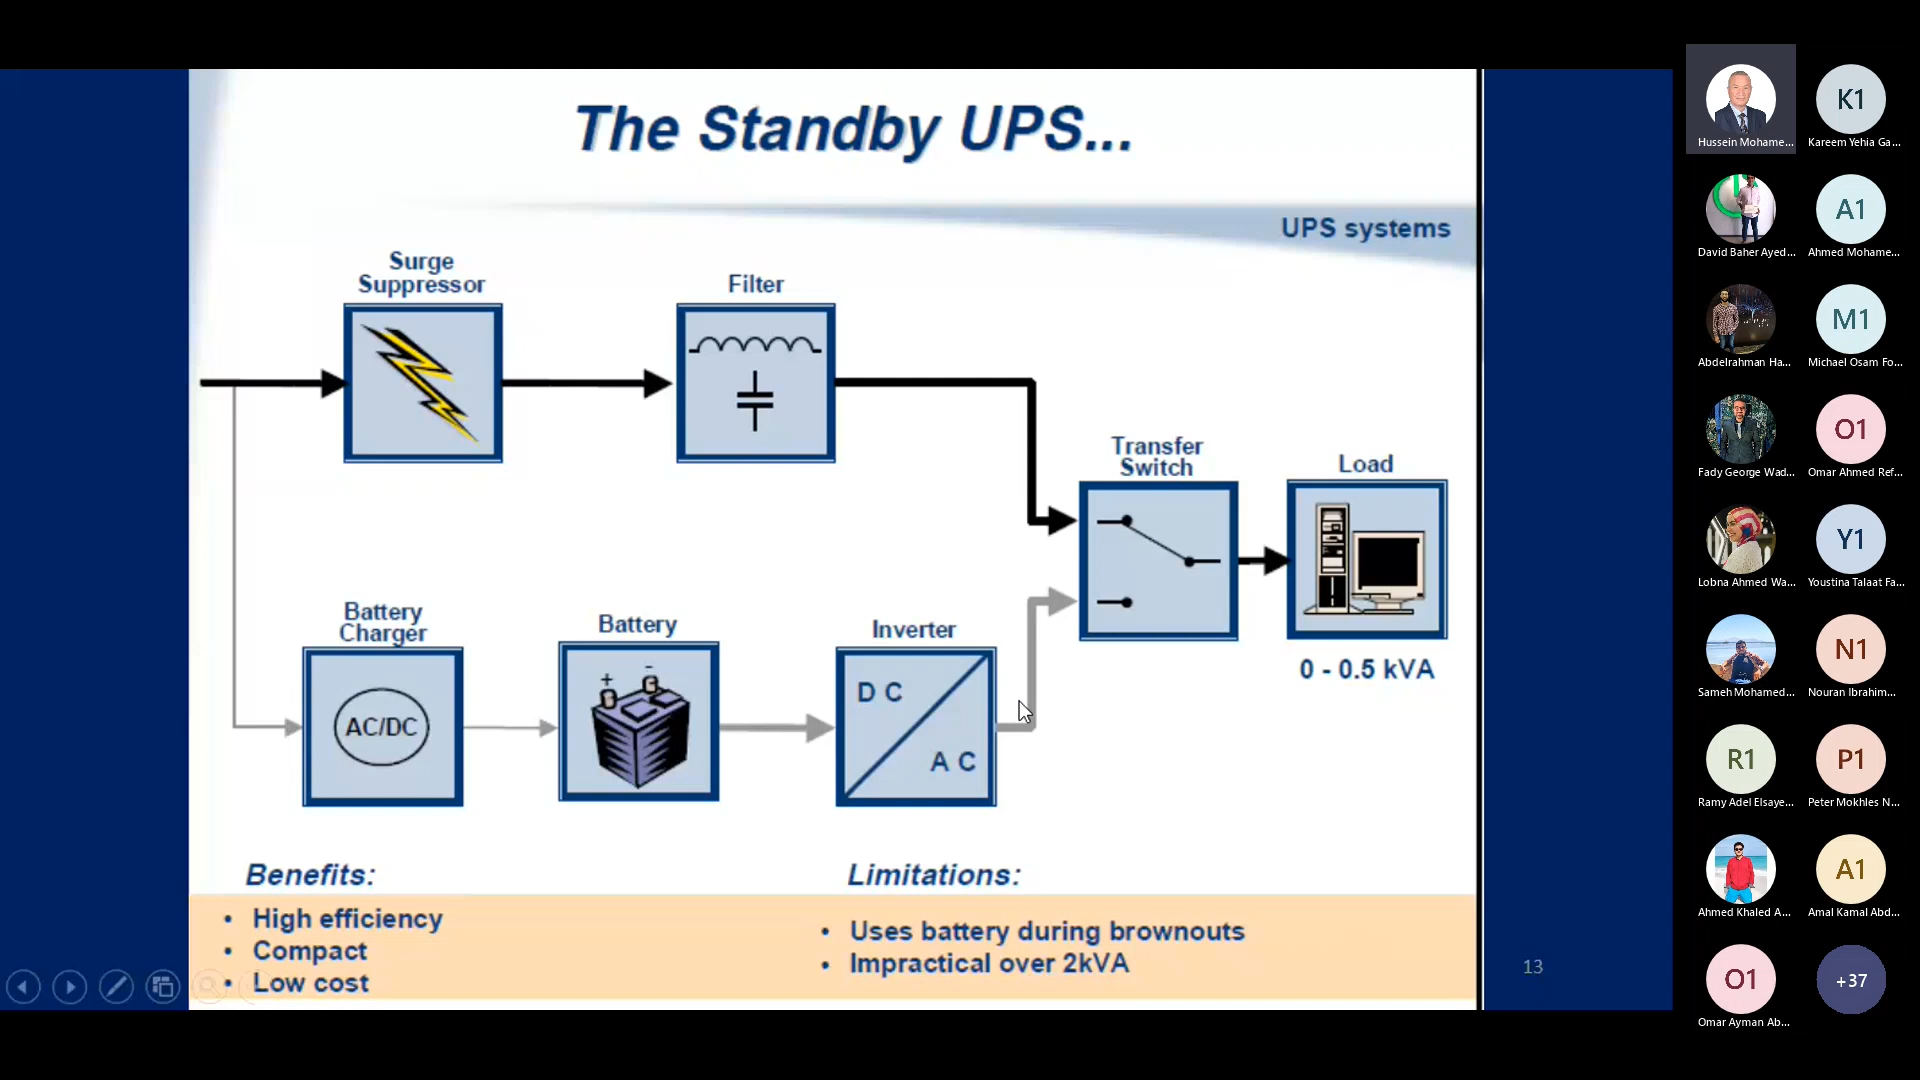 The Standby UPS...
UPS systems
Surge
Suppressor
Filter
Transfer
Switch
Load
0 - 0.5 kVA
Battery
Charger
AC/DC
Battery
+ -
Inverter
DC
AC
Benefits:
• High efficiency
• Compact
• Low cost
Limitations:
• Uses battery during brownouts
• Impractical over 2kVA
13
Hussein Mohame...
K1
Kareem Yehia Ga...
David Baher Ayed...
A1
Ahmed Mohame...
Abdelrahman Ha...
M1
Michael Osam Fo...
Fady George Wad...
O1
Omar Ahmed Ref...
Lobna Ahmed Wa...
Y1
Youstina Talaat Fa...
Sameh Mohamed...
N1
Nouran Ibrahim...
R1
Ramy Adel Elsaye...
P1
Peter Mokhles N...
Ahmed Khaled A...
A1
Amal Kamal Abd...
O1
Omar Ayman Ab...
+37